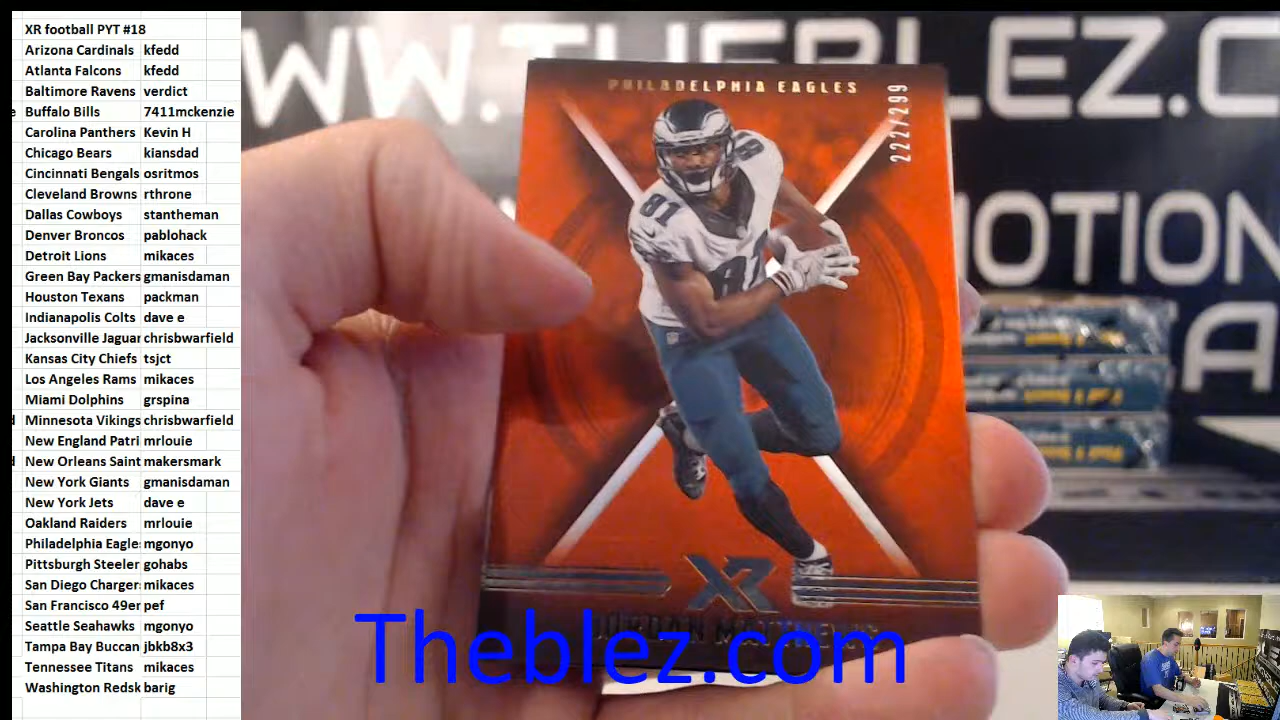 XR football PYT #18
Arizona Cardinals kfedd
Atlanta Falcons kfedd
Baltimore Ravens verdict
Buffalo Bills 7411mckenzie
Carolina Panthers Kevin H
Chicago Bears kiansdad
Cincinnati Bengals osritmos
Cleveland Browns rthrone
Dallas Cowboys stantheman
Denver Broncos pablohack
Detroit Lions mikaces
Green Bay Packers gmanisdaman
Houston Texans packman
Indianapolis Colts dave e
Jacksonville Jaguar chrisbwarfield
Kansas City Chiefs tsjct
Los Angeles Rams mikaces
Miami Dolphins grspina
Minnesota Vikings chrisbwarfield
New England Patri mrlouie
New Orleans Saint makersmark
New York Giants gmanisdaman
New York Jets dave e
Oakland Raiders mrlouie
Philadelphia Eagle mgonyo
Pittsburgh Steeler gohabs
San Diego Charger mikaces
San Francisco 49er pef
Seattle Seahawks mgonyo
Tampa Bay Buccan jbkb8x3
Tennessee Titans mikaces
Washington Redsk barig
WW.THEBLEZ.C
OTION
A
PHILADELPHIA EAGLES
222/299
81
81
XR
Theblez.com